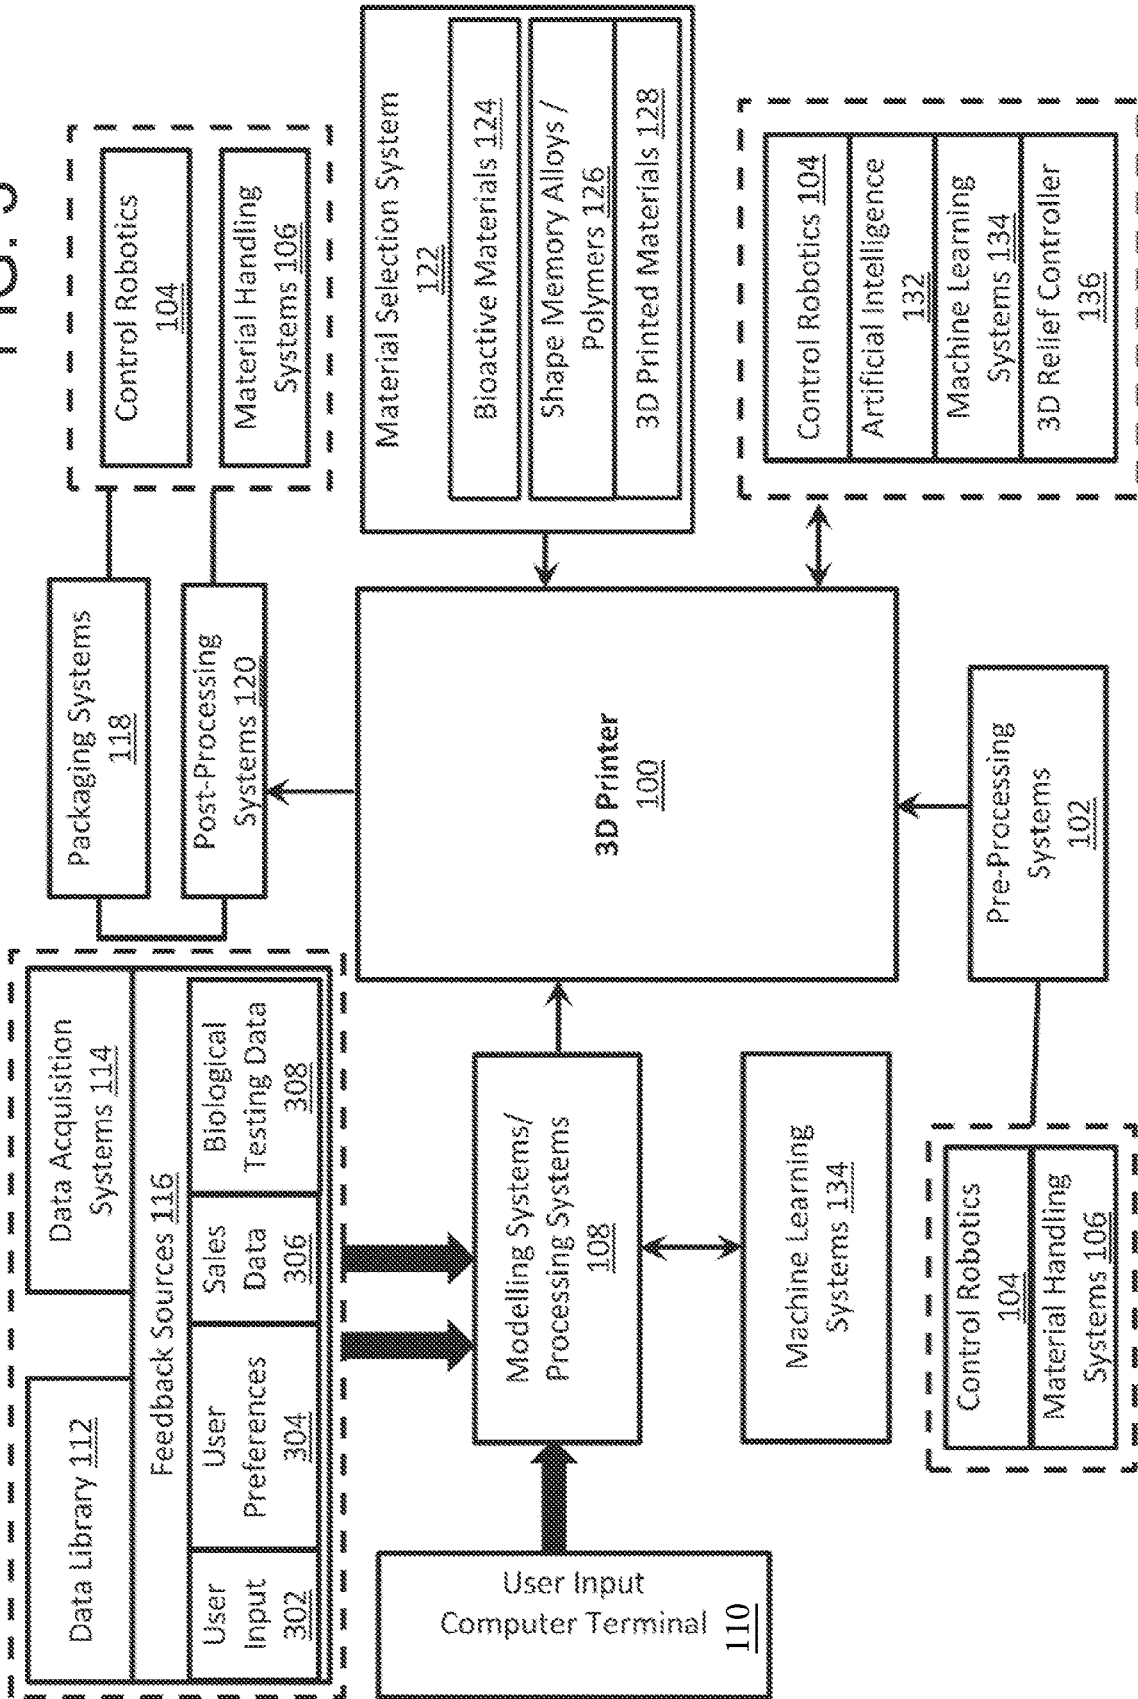 FIG. 3
Data Library 112
Data Acquisition
Systems 114
Feedback Sources 116
User
Input
302
User
Preferences
304
Sales
Data
306
Biological
Testing Data
308
Packaging Systems
118
Post-Processing
Systems 120
Control Robotics
104
Material Handling
Systems 106
User Input
Computer Terminal
110
Modelling Systems/
Processing Systems
108
Machine Learning
Systems 134
3D Printer
100
Material Selection System
122
Bioactive Materials 124
Shape Memory Alloys /
Polymers 126
3D Printed Materials 128
Control Robotics 104
Artificial Intelligence
132
Machine Learning
Systems 134
3D Relief Controller
136
Control Robotics
104
Material Handling
Systems 106
Pre-Processing
Systems
102